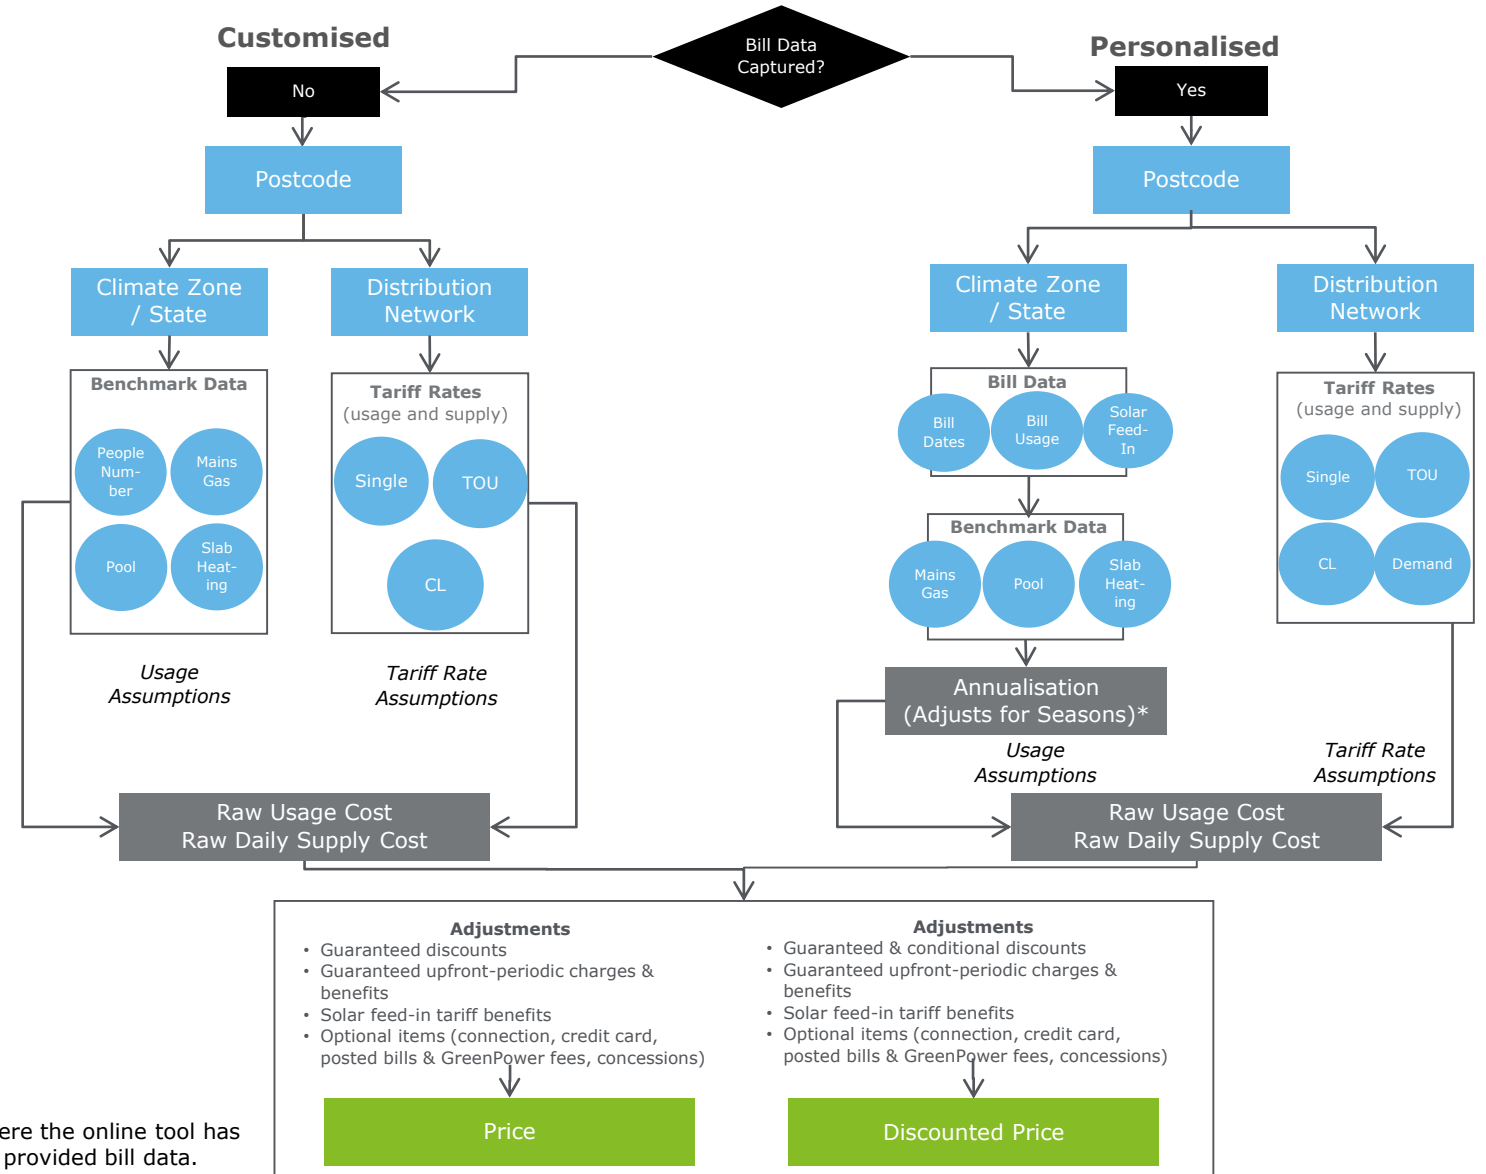 Customised
Bill Data
Captured?
Personalised
No
Yes
Postcode
Postcode
Climate Zone
/ State
Distribution
Network
Climate Zone
/ State
Distribution
Network
Benchmark Data
People
Num-
ber
Mains
Gas
Pool
Slab
Heat-
ing
Tariff Rates
(usage and supply)
Single
TOU
CL
Bill Data
Bill
Dates
Bill
Usage
Solar
Feed-
In
Benchmark Data
Mains
Gas
Pool
Slab
Heat-
ing
Tariff Rates
(usage and supply)
Single
TOU
CL
Demand
Usage
Assumptions
Tariff Rate
Assumptions
Annualisation
(Adjusts for Seasons)*
Usage
Assumptions
Tariff Rate
Assumptions
Raw Usage Cost
Raw Daily Supply Cost
Raw Usage Cost
Raw Daily Supply Cost
Adjustments
• Guaranteed discounts
• Guaranteed upfront-periodic charges &
benefits
• Solar feed-in tariff benefits
• Optional items (connection, credit card,
posted bills & GreenPower fees, concessions)
Price
Adjustments
• Guaranteed & conditional discounts
• Guaranteed upfront-periodic charges &
benefits
• Solar feed-in tariff benefits
• Optional items (connection, credit card,
posted bills & GreenPower fees, concessions)
Discounted Price
ere the online tool has
provided bill data.